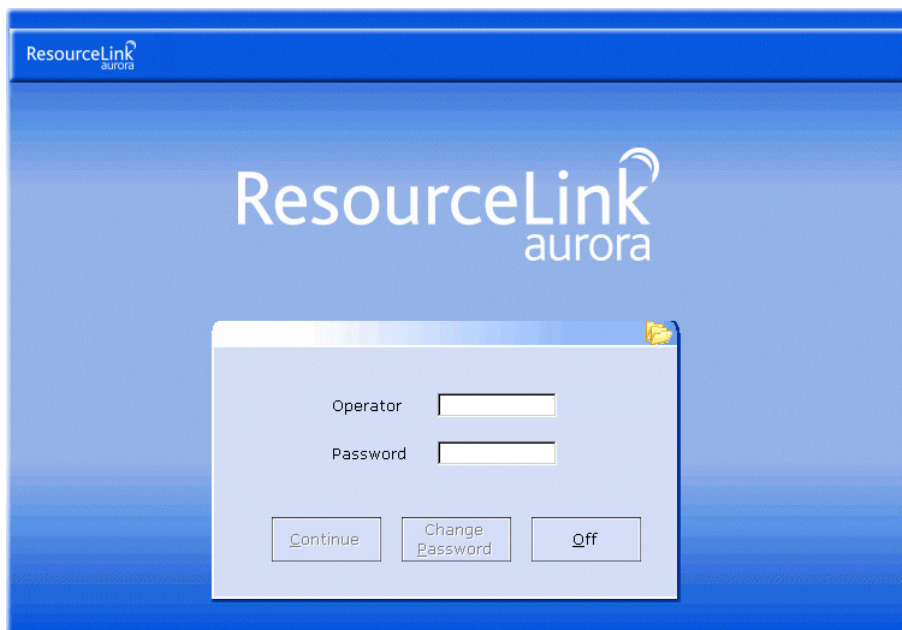 ResourceLink
aurora
ResourceLink
aurora
Operator
Password
Continue
Change
Password
Off